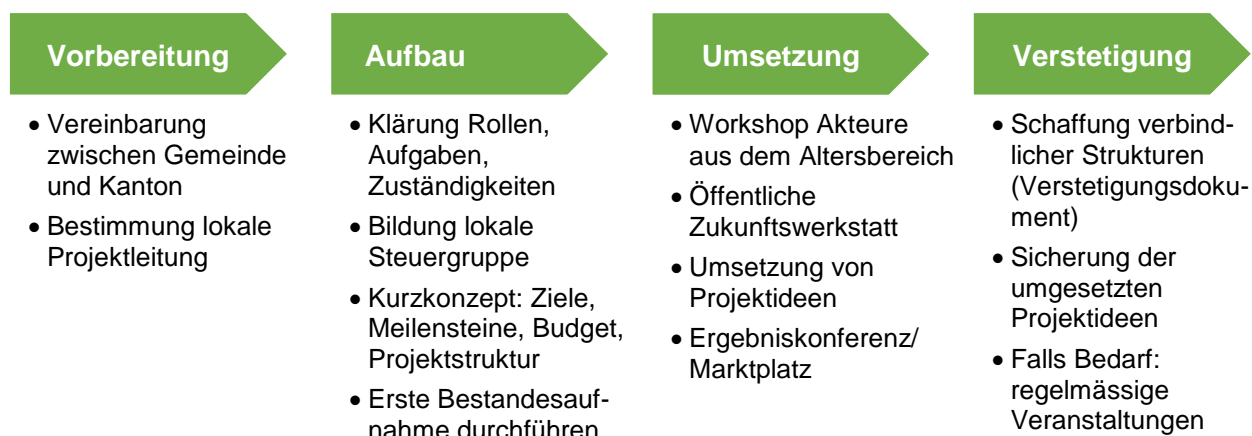 Vorbereitung
• Vereinbarung
zwischen Gemeinde
und Kanton
• Bestimmung lokale
Projektleitung
Aufbau
• Klärung Rollen,
Aufgaben,
Zuständigkeiten
• Bildung lokale
Steuergruppe
• Kurzkonzept: Ziele,
Meilensteine, Budget,
Projektstruktur
• Erste Bestandesauf-
nahme durchführen
Umsetzung
• Workshop Akteure
aus dem Altersbereich
• Öffentliche
Zukunftswerkstatt
• Umsetzung von
Projektideen
• Ergebniskonferenz/
Marktplatz
Verstetigung
• Schaffung verbind-
licher Strukturen
(Verstetigungsdoku-
ment)
• Sicherung der
umgesetzten
Projektideen
• Falls Bedarf:
regelmässige
Veranstaltungen